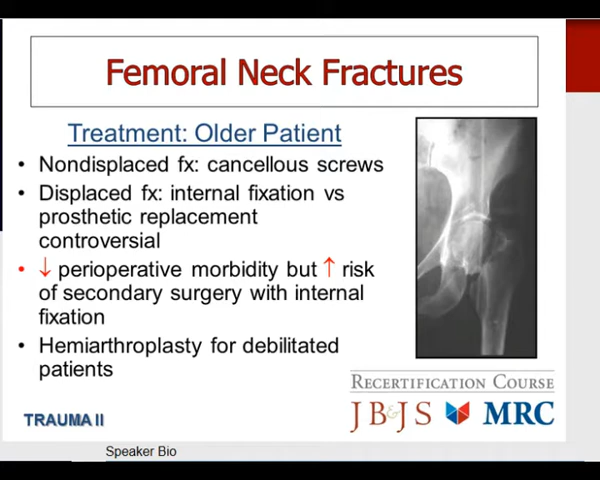 Femoral Neck Fractures
Treatment: Older Patient
• Nondisplaced fx: cancellous screws
• Displaced fx: internal fixation vs
prosthetic replacement
controversial
• ↓ perioperative morbidity but ↑ risk
of secondary surgery with internal
fixation
• Hemiarthroplasty for debilitated
patients
RECERTIFICATION COURSE
JB&JS MRC
TRAUMA II
Speaker Bio